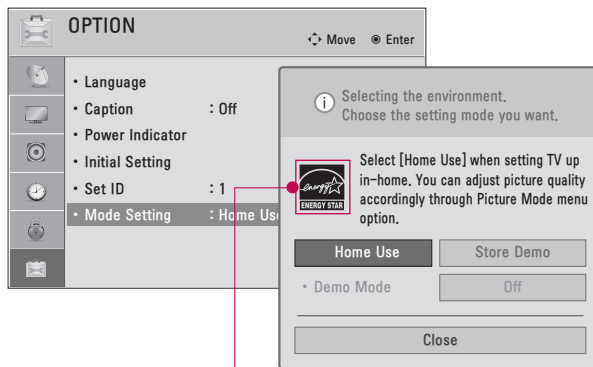 OPTION
Move
Enter
• Language
• Caption : Off
• Power Indicator
• Initial Setting
• Set ID : 1
• Mode Setting : Home Use
i
Selecting the environment.
Choose the setting mode you want.
energy
ENERGY STAR
Select [Home Use] when setting TV up
in-home. You can adjust picture quality
accordingly through Picture Mode menu
option.
Home Use
Store Demo
• Demo Mode
Off
Close